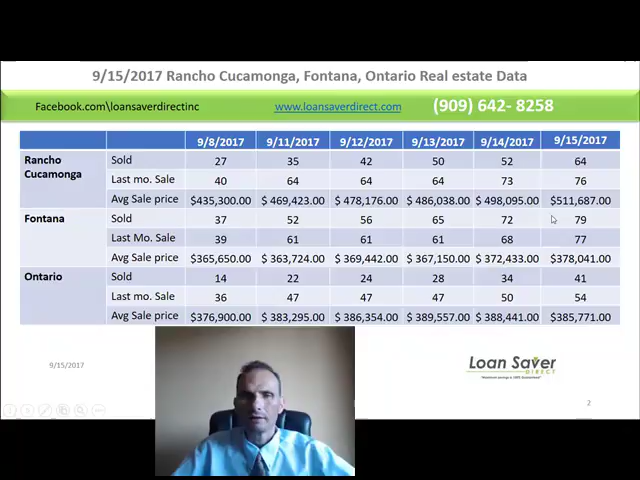 9/15/2017 Rancho Cucamonga, Fontana, Ontario Real estate Data
Facebook.com\loansaverdirectinc www.loansaverdirect.com (909) 642- 8258
9/8/2017 9/11/2017 9/12/2017 9/13/2017 9/14/2017 9/15/2017
Rancho Cucamonga Sold 27 35 42 50 52 64
Last mo. Sale 40 64 64 64 73 76
Avg Sale price $435,300.00 $ 469,423.00 $ 478,176.00 $ 486,038.00 $ 498,095.00 $511,687.00
Fontana Sold 37 52 56 65 72 79
Last Mo. Sale 39 61 61 61 68 77
Avg Sale price $365,650.00 $ 363,724.00 $ 369,442.00 $ 367,150.00 $ 372,433.00 $378,041.00
Ontario Sold 14 22 24 28 34 41
Last mo. Sale 36 47 47 47 50 54
Avg Sale price $376,900.00 $ 383,295.00 $ 386,354.00 $ 389,557.00 $ 388,441.00 $385,771.00
9/15/2017
Loan Saver
DIRECT
2